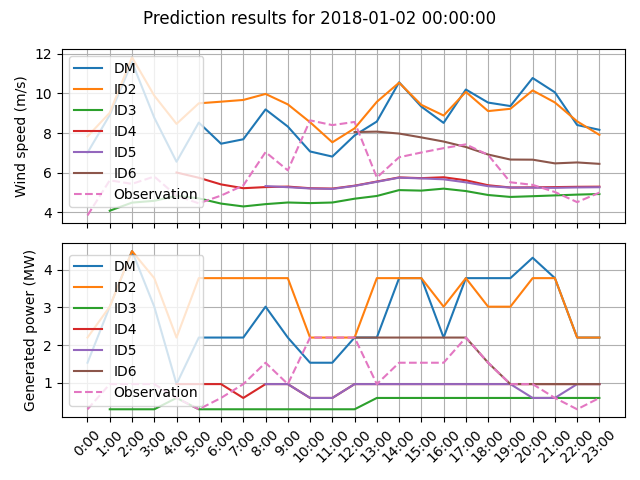 Prediction results for 2018-01-02 00:00:00
Wind speed (m/s)
12
10
8
6
4
DM
ID2
ID3
ID4
ID5
ID6
Observation
Generated power (MW)
4
3
2
1
DM
ID2
ID3
ID4
ID5
ID6
Observation
0:00 1:00 2:00 3:00 4:00 5:00 6:00 7:00 8:00 9:00 10:00 11:00 12:00 13:00 14:00 15:00 16:00 17:00 18:00 19:00 20:00 21:00 22:00 23:00